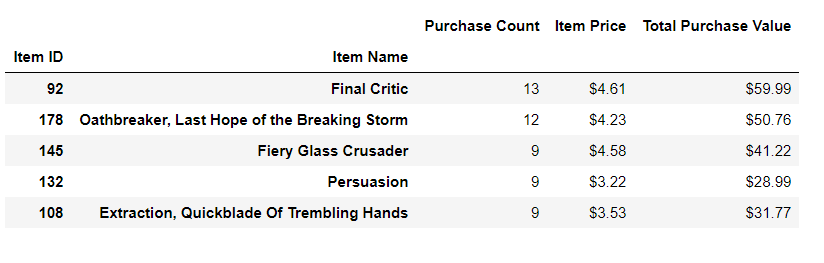 Purchase Count Item Price Total Purchase Value
Item ID Item Name
92 Final Critic 13 $4.61 $59.99
178 Oathbreaker, Last Hope of the Breaking Storm 12 $4.23 $50.76
145 Fiery Glass Crusader 9 $4.58 $41.22
132 Persuasion 9 $3.22 $28.99
108 Extraction, Quickblade Of Trembling Hands 9 $3.53 $31.77